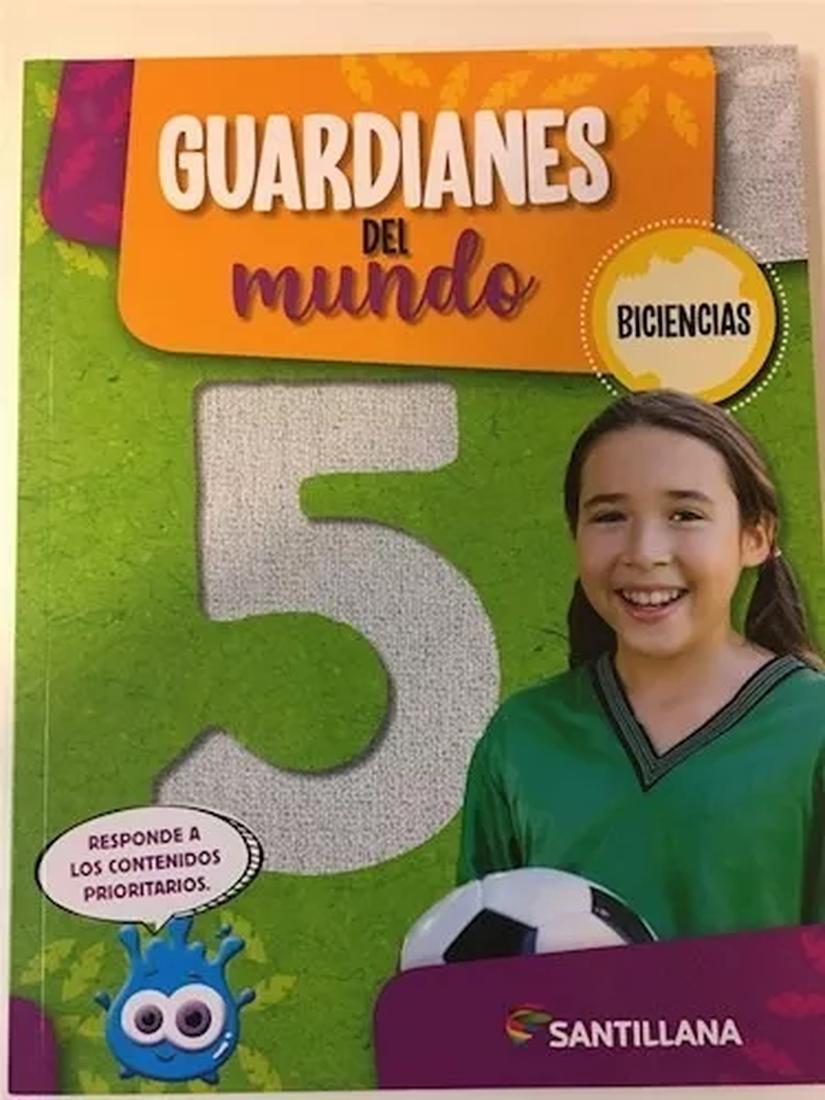 GUARDIANES
DEL
mundo
BICIENCIAS
5
RESPONDE A
LOS CONTENIDOS
PRIORITARIOS.
SANTILLANA